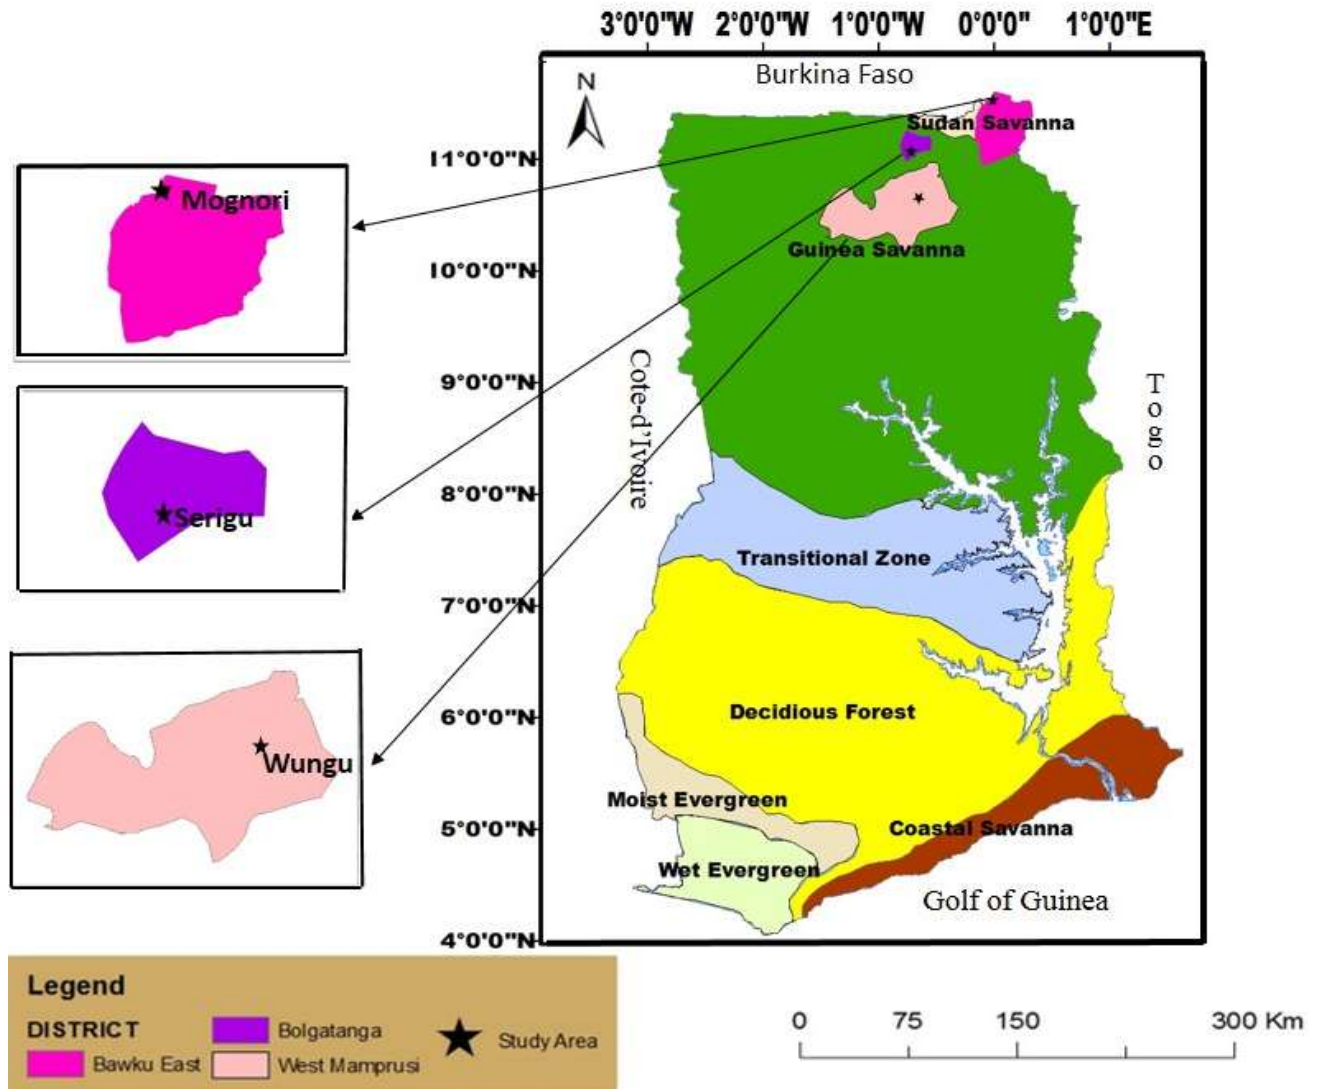 3°0'0"W 2°0'0"W 1°0'0"W 0°0'0" 1°0'0"E
Burkina Faso
N
Sudan Savanna
11°0'0"N
Mognori
Guinea Savanna
10°0'0"N
9°0'0"N
Cote-d'Ivoire
Togo
8°0'0"N
Serigu
Transitional Zone
7°0'0"N
6°0'0"N
Decidious Forest
Wungu
Moist Evergreen
5°0'0"N
Coastal Savanna
Wet Evergreen
Golf of Guinea
4°0'0"N
Legend
DISTRICT
Bolgatanga
Study Area
Bawku East
West Mamprusi
0 75 150 300 Km